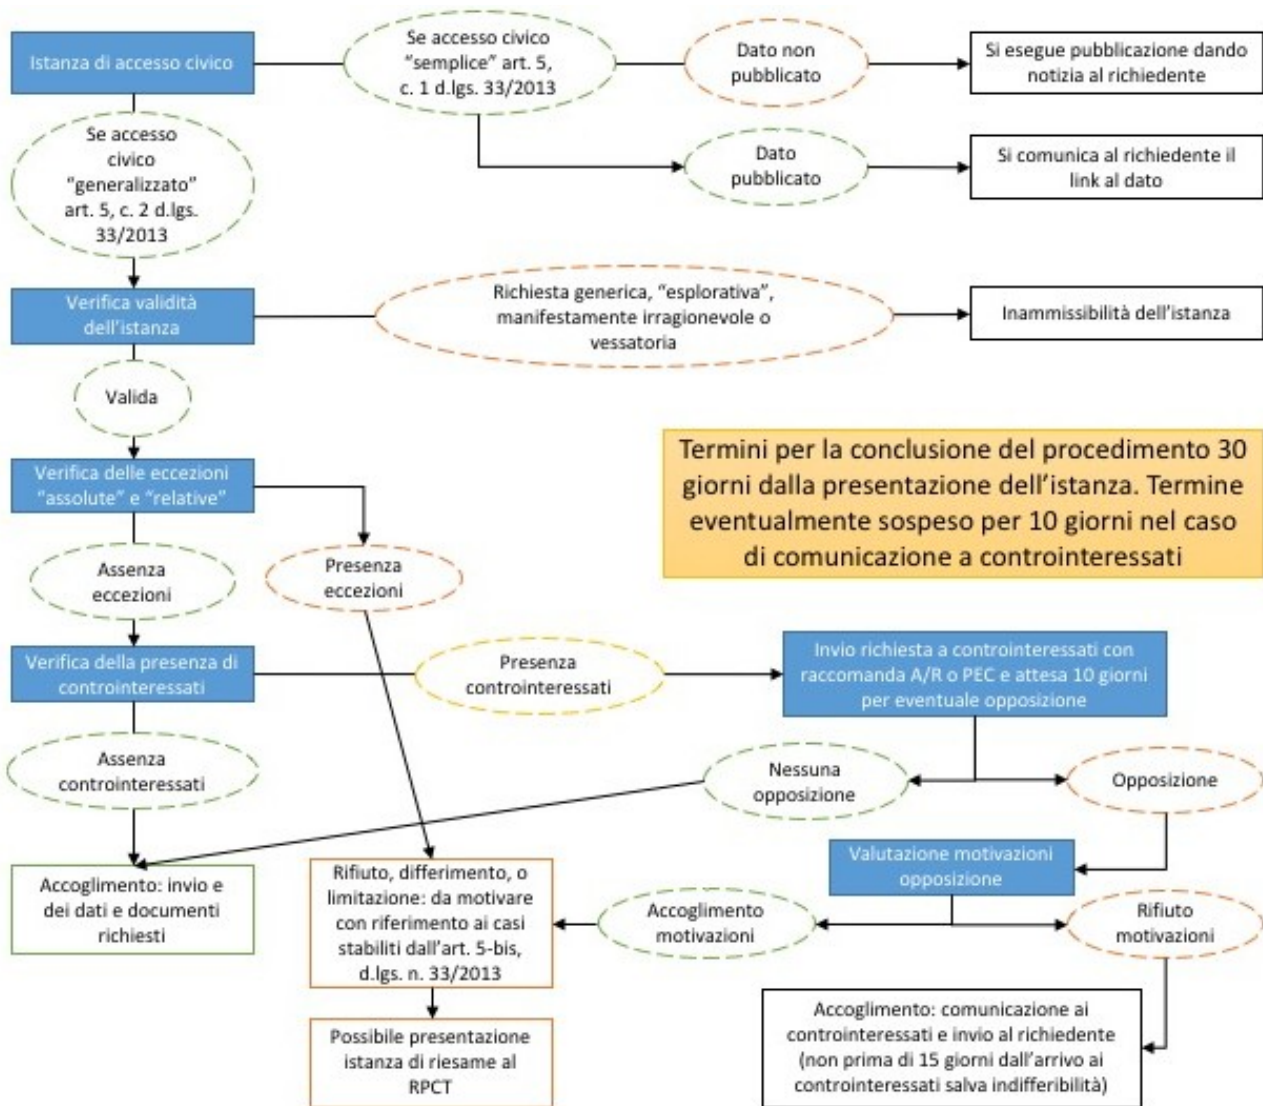 Istanza di accesso civico
Se accesso civico
“semplice” art. 5,
c. 1 d.lgs. 33/2013
Dato non
pubblicato
Si esegue pubblicazione dando
notizia al richiedente
Se accesso
civico
“generalizzato”
art. 5, c. 2 d.lgs.
33/2013
Dato
pubblicato
Si comunica al richiedente il
link al dato
Verifica validità
dell’istanza
Richiesta generica, “esplorativa”,
manifestamente irragionevole o
vessatoria
Inammissibilità dell’istanza
Valida
Verifica delle eccezioni
“assolute” e “relative”
Termini per la conclusione del procedimento 30
giorni dalla presentazione dell’istanza. Termine
eventualmente sospeso per 10 giorni nel caso
di comunicazione a controinteressati
Assenza
eccezioni
Presenza
eccezioni
Verifica della presenza di
controinteressati
Presenza
controinteressati
Invio richiesta a controinteressati con
raccomanda A/R o PEC e attesa 10 giorni
per eventuale opposizione
Assenza
controinteressati
Nessuna
opposizione
Opposizione
Valutazione motivazioni
opposizione
Accoglimento: invio e
dei dati e documenti
richiesti
Rifiuto, differimento, o
limitazione: da motivare
con riferimento ai casi
stabiliti dall’art. 5-bis,
d.lgs. n. 33/2013
Accoglimento
motivazioni
Rifiuto
motivazioni
Possibile presentazione
istanza di riesame al
RPCT
Accoglimento: comunicazione ai
controinteressati e invio al richiedente
(non prima di 15 giorni dall’arrivo ai
controinteressati salva indifferibilità)